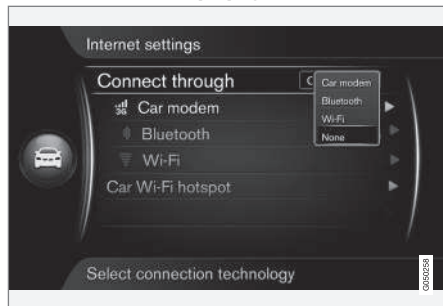 Internet settings
Connect through
Car modem
Bluetooth
Wi-Fi
None
3G Car modem
Bluetooth
Wi-Fi
Car Wi-Fi hotspot
Select connection technology
G050258